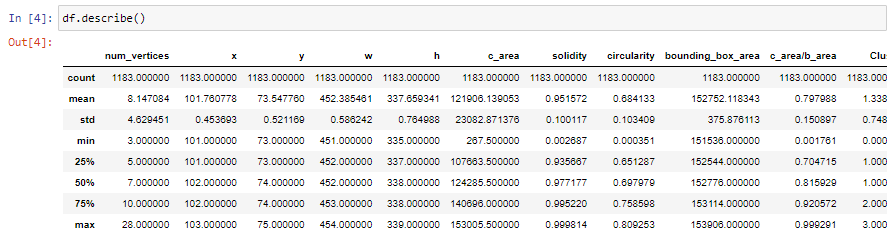 In [4]: df.describe()
Out[4]:
num_vertices x y w h c_area solidity circularity bounding_box_area c_area/b_area Clu
count 1183.000000 1183.000000 1183.000000 1183.000000 1183.000000 1183.000000 1183.000000 1183.000000 1183.000000 1183.000000 1183.000
mean 8.147084 101.760778 73.547760 452.385461 337.659341 121906.139053 0.951572 0.684133 152752.118343 0.797988 1.338
std 4.629451 0.453693 0.521169 0.586242 0.764988 23082.871376 0.100117 0.103409 375.876113 0.150897 0.748
min 3.000000 101.000000 73.000000 451.000000 335.000000 267.500000 0.002687 0.000351 151536.000000 0.001761 0.000
25% 5.000000 101.000000 73.000000 452.000000 337.000000 107663.500000 0.935667 0.651287 152544.000000 0.704715 1.000
50% 7.000000 102.000000 74.000000 452.000000 338.000000 124285.500000 0.977177 0.697979 152776.000000 0.815929 1.000
75% 10.000000 102.000000 74.000000 453.000000 338.000000 140696.000000 0.995220 0.758598 153114.000000 0.920572 2.000
max 28.000000 103.000000 75.000000 454.000000 339.000000 153005.500000 0.999814 0.809253 153906.000000 0.999291 3.000